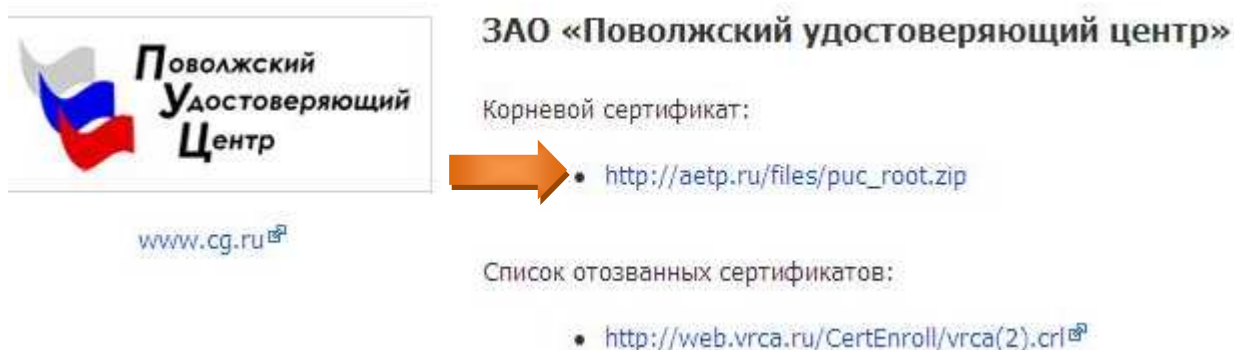 Поволжский
Удостоверяющий
Центр
www.cg.ru
ЗАО «Поволжский удостоверяющий центр»
Корневой сертификат:
• http://aetp.ru/files/puc_root.zip
Список отозванных сертификатов:
• http://web.vrca.ru/CertEnroll/vrca(2).crl